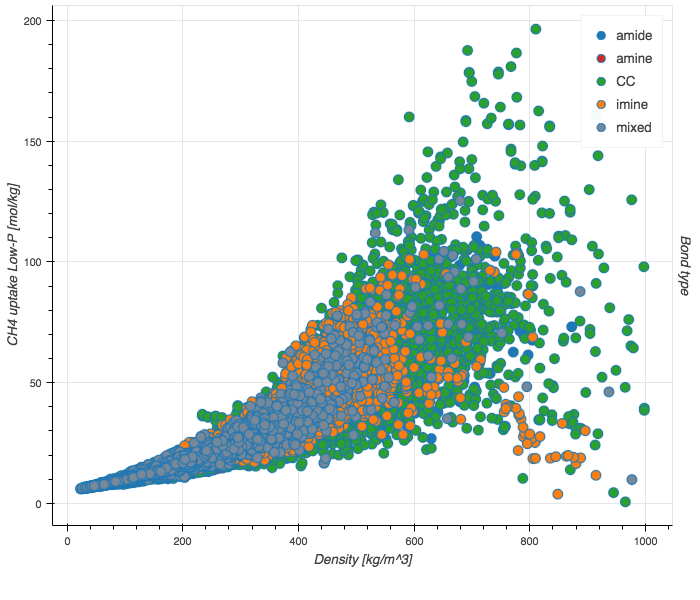 200
150
100
50
0
CH4 uptake Low-P [mol/kg]
amide
amine
CC
imine
mixed
Bond type
0
200
400
600
800
1000
Density [kg/m^3]